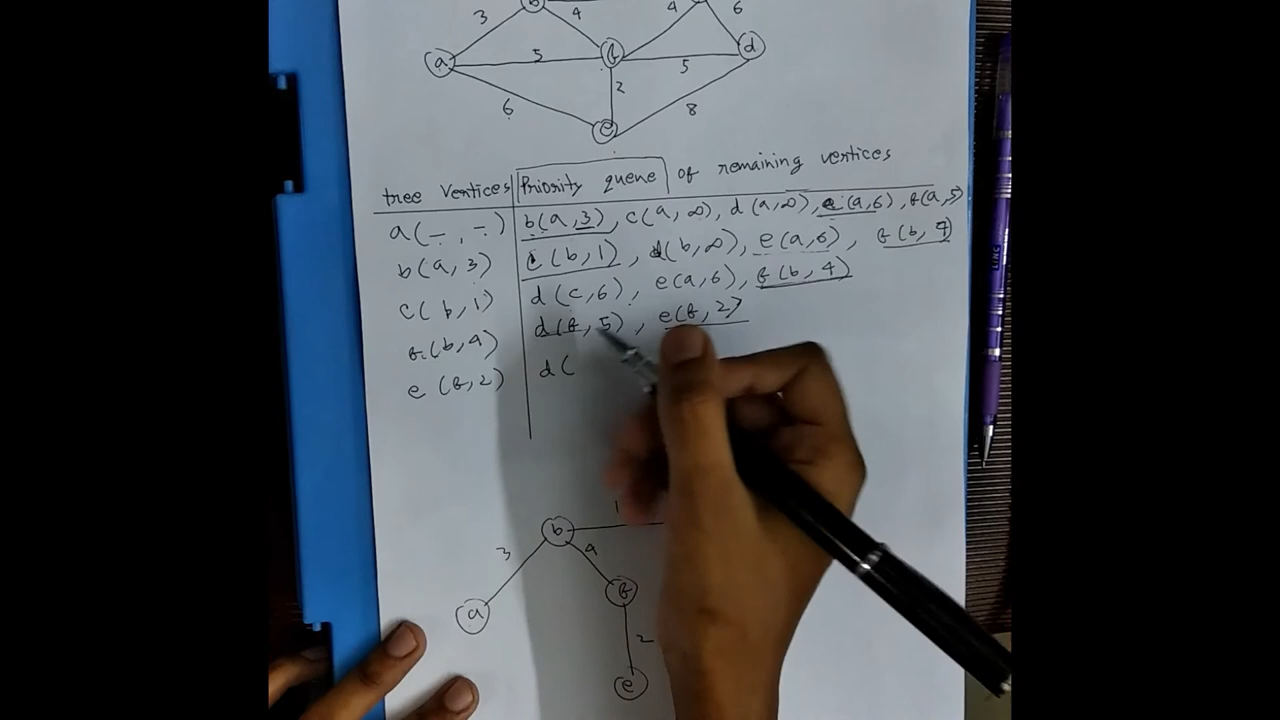 3 b 4 4 6
a 5 f 5 d
6 2 8
e
tree vertices Priority queue of remaining vertices
a(-, -) b(a,3), c(a,∞), d(a,∞), e(a,6), f(a,5)
b(a,3) c(b,1), d(b,∞), e(a,6), f(b,4)
c(b,1) d(c,6), e(a,6), f(b,4)
f(b,4) d(f,5), e(f,2)
e(f,2) d(
b 1
3 4
a f
2
e
LINC